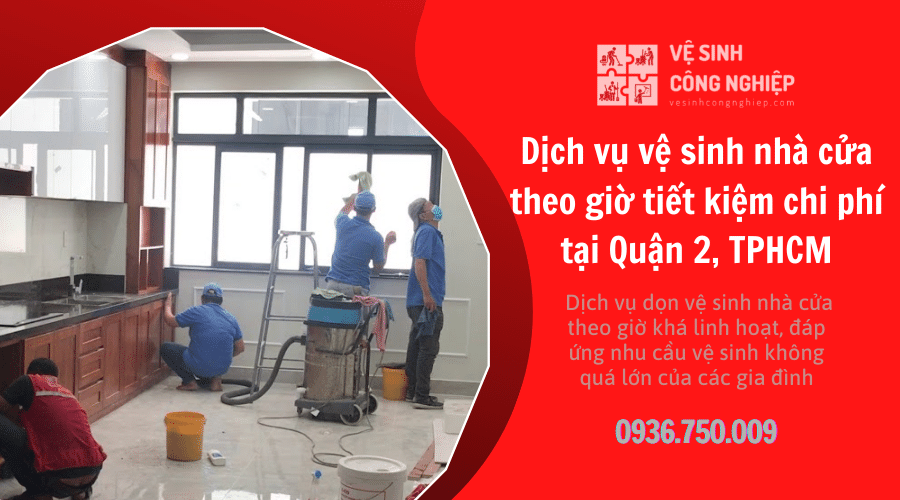 VỆ SINH
CÔNG NGHIỆP
vesinhcongnghiep.com
Dịch vụ vệ sinh nhà cửa
theo giờ tiết kiệm chi phí
tại Quận 2, TPHCM
Dịch vụ dọn vệ sinh nhà cửa
theo giờ khá linh hoạt, đáp
ứng nhu cầu vệ sinh không
quá lớn của các gia đình
0936.750.009